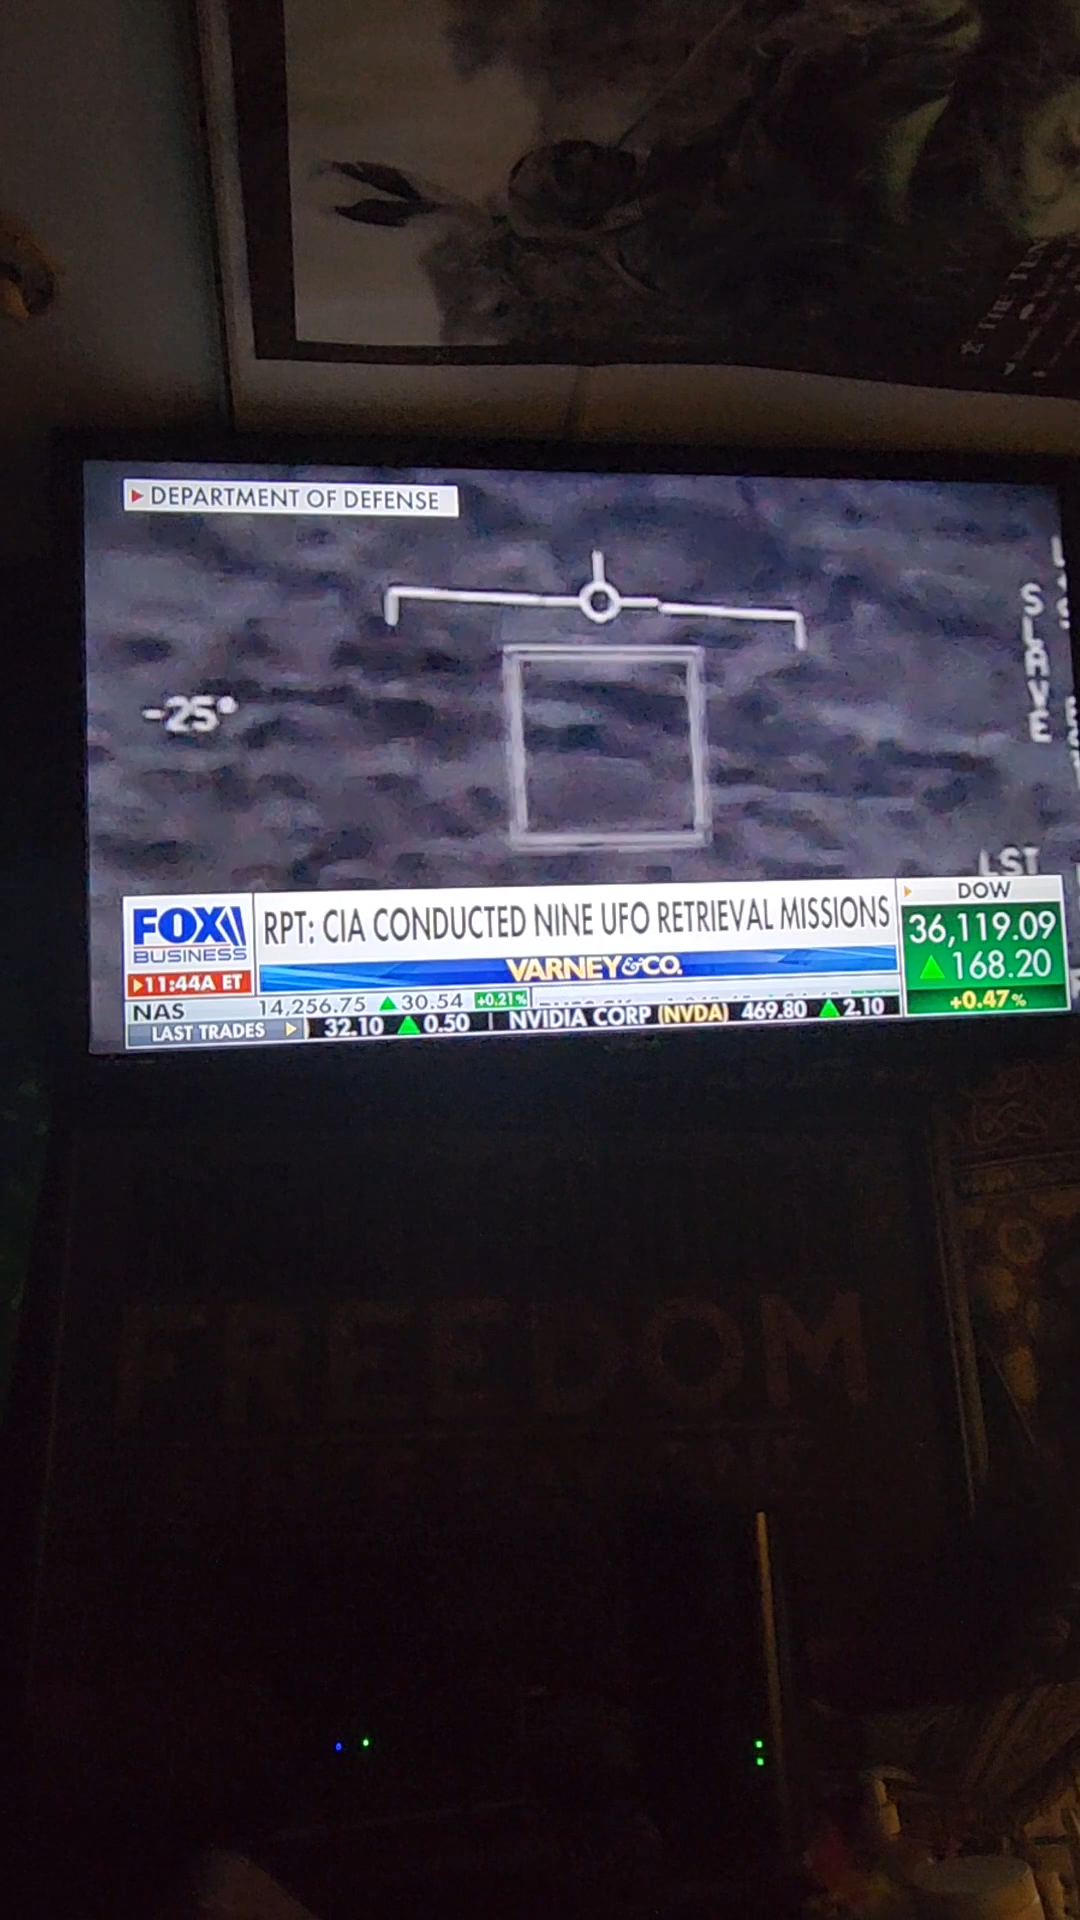 DEPARTMENT OF DEFENSE
SLAVE
-25°
LST
FOX
BUSINESS
RPT: CIA CONDUCTED NINE UFO RETRIEVAL MISSIONS
DOW
36,119.09
▲168.20
+0.47%
VARNEY&CO.
11:44A ET
NAS 14,256.75 ▲30.54 +0.21%
LAST TRADES 32.10 ▲0.50 | NVIDIA CORP (NVDA) 469.80 ▲2.10
FREEDOM